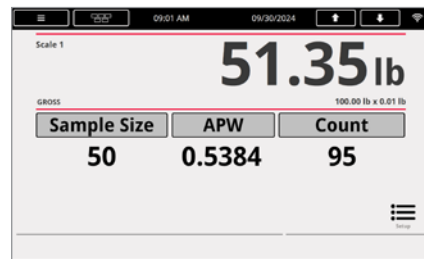 09:01 AM 09/30/2024
Scale 1
51.35 lb
GROSS 100.00 lb x 0.01 lb
Sample Size APW Count
50 0.5384 95
Setup